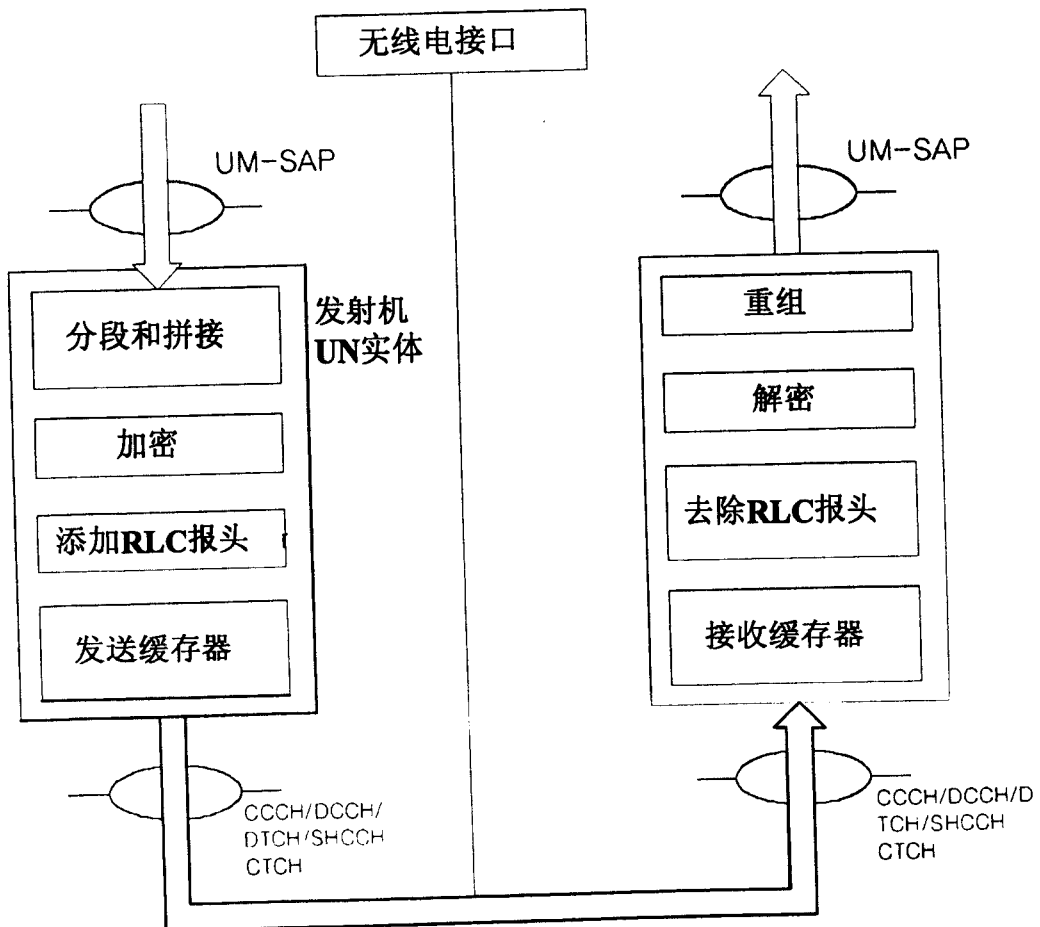 无线电接口
UM-SAP
UM-SAP
分段和拼接
发射机
UN实体
加密
添加RLC报头
发送缓存器
重组
解密
去除RLC报头
接收缓存器
CCCH/DCCH/
DTCH/SHCCH
CTCH
CCCH/DCCH/D
TCH/SHCCH
CTCH